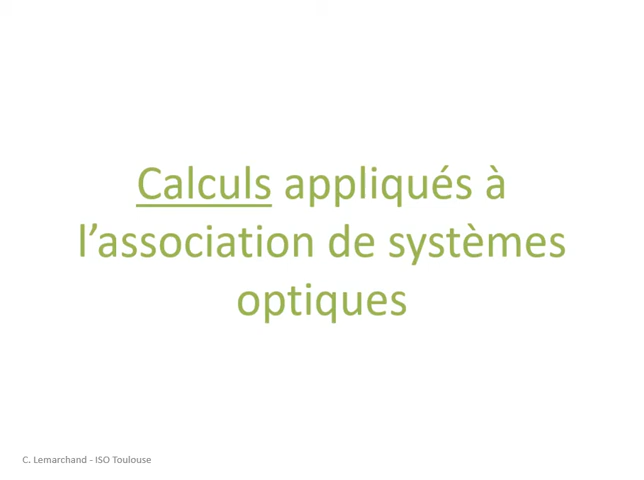 Calculs appliqués à
l’association de systèmes
optiques
C. Lemarchand - ISO Toulouse